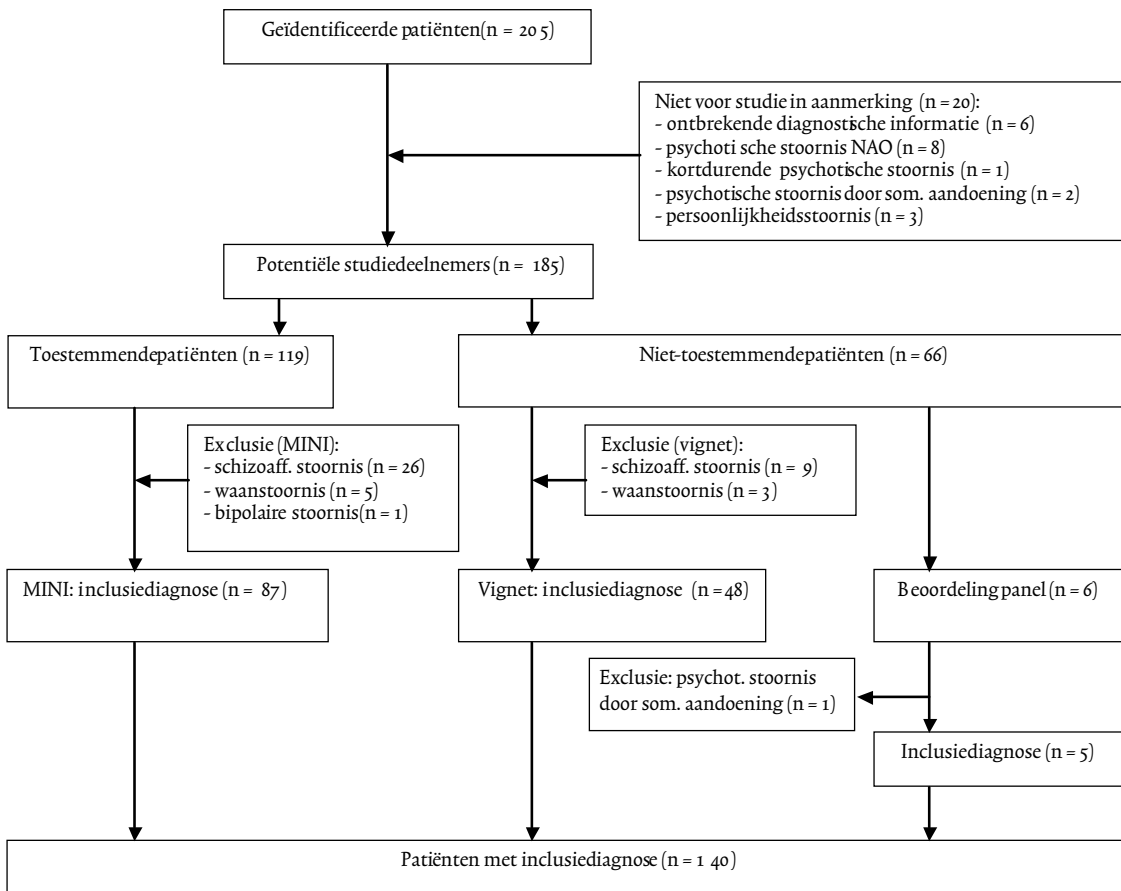 Geïdentificeerde patiënten(n = 205)
Niet voor studie in aanmerking (n = 20):
- ontbrekende diagnostische informatie (n = 6)
- psychotische stoornis NAO (n = 8)
- kortdurende psychotische stoornis (n = 1)
- psychotische stoornis door som. aandoening (n = 2)
- persoonlijkheidsstoornis (n = 3)
Potentiële studiedeelnemers (n = 185)
Toestemmende patiënten (n = 119)
Niet-toestemmende patiënten (n = 66)
Exclusie (MINI):
- schizoaff. stoornis (n = 26)
- waanstoornis (n = 5)
- bipolaire stoornis(n = 1)
Exclusie (vignet):
- schizoaff. stoornis (n = 9)
- waanstoornis (n = 3)
MINI: inclusiediagnose (n = 87)
Vignet: inclusiediagnose (n = 48)
Beoordeling panel (n = 6)
Exclusie: psychot. stoornis
door som. aandoening (n = 1)
Inclusiediagnose (n = 5)
Patiënten met inclusiediagnose (n = 140)